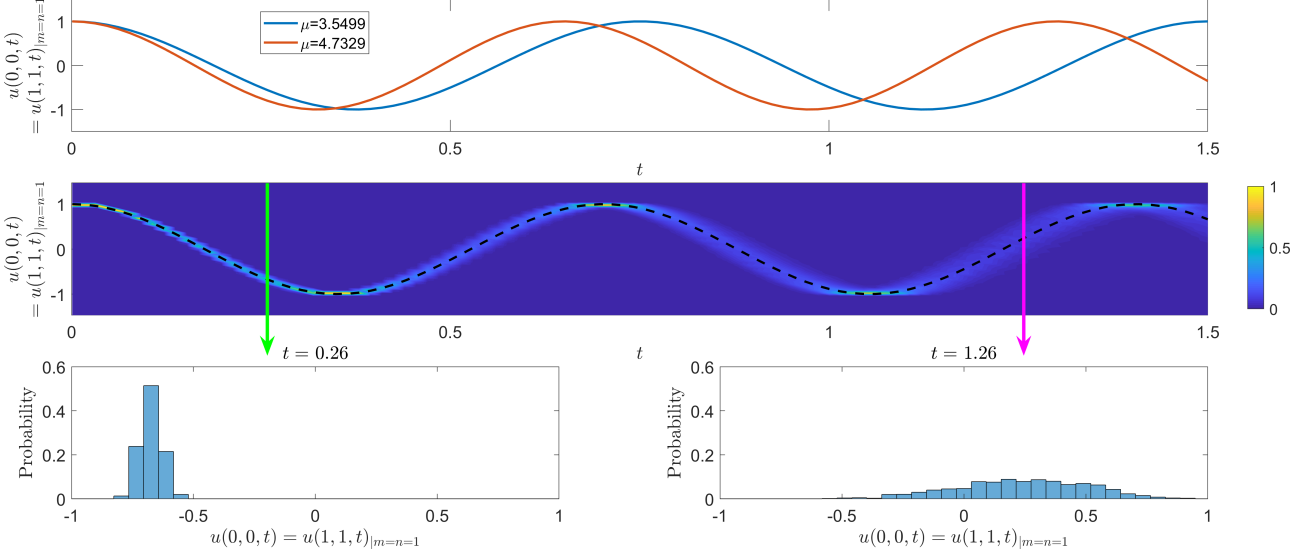 u(0, 0, t)
= u(1, 1, t)|m=n=1
1
0
-1
μ=3.5499
μ=4.7329
0
0.5
1
1.5
t
u(0, 0, t)
= u(1, 1, t)|m=n=1
1
0
-1
1
0.5
0
0
0.5
1
1.5
t
t = 0.26
t = 1.26
Probability
0.6
0.4
0.2
0
-1
-0.5
0
0.5
1
u(0, 0, t) = u(1, 1, t)|m=n=1
Probability
0.6
0.4
0.2
0
-1
-0.5
0
0.5
1
u(0, 0, t) = u(1, 1, t)|m=n=1